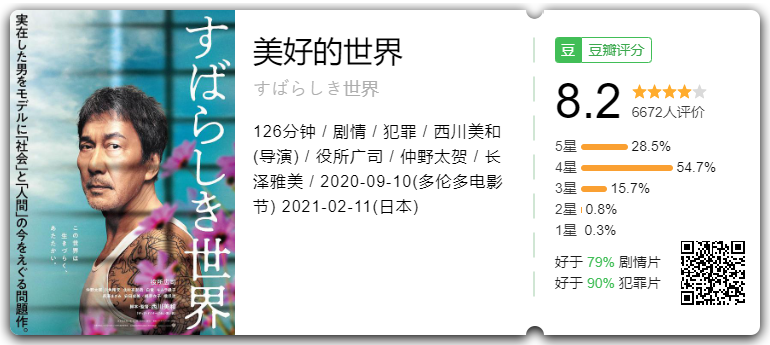 実在した男をモデルに「社会」と「人間」の今をえぐる問題作。
すばらしき世界
この世界は
生きづらく、
あたたかい。
役所広司
美好的世界
すばらしき世界
126分钟 / 剧情 / 犯罪 / 西川美和
(导演) / 役所广司 / 仲野太贺 / 长
泽雅美 / 2020-09-10(多伦多电影
节) 2021-02-11(日本)
豆 豆瓣评分
8.2
6672人评价
5星 28.5%
4星 54.7%
3星 15.7%
2星 0.8%
1星 0.3%
好于 79% 剧情片
好于 90% 犯罪片